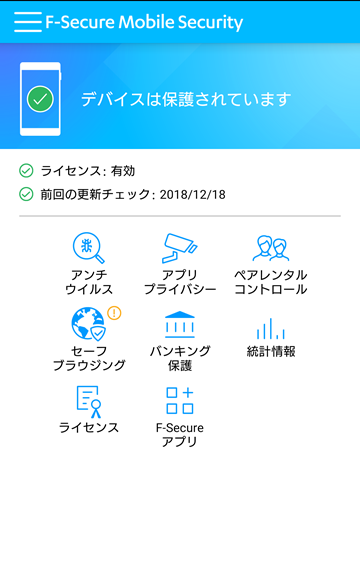 F-Secure Mobile Security
デバイスは保護されています
ライセンス: 有効
前回の更新チェック: 2018/12/18
アンチ
ウイルス
アプリ
プライバシー
ペアレンタル
コントロール
セーフ
ブラウジング
バンキング
保護
統計情報
ライセンス
F-Secure
アプリ